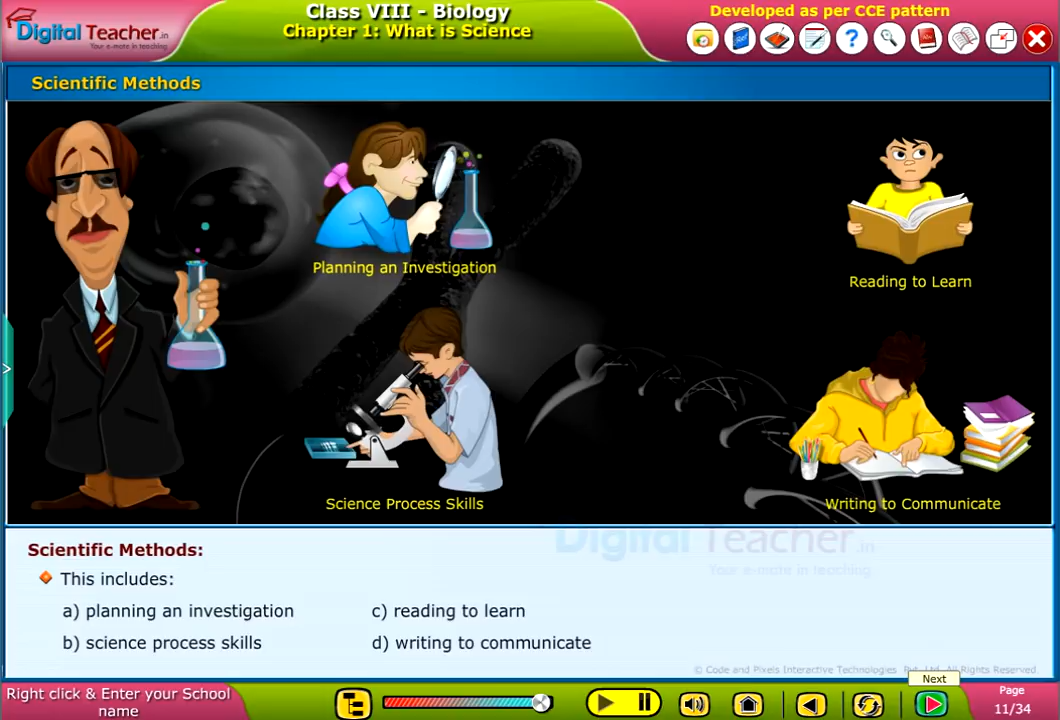 Digital Teacher.in
Your e-mate in teaching
Class VIII - Biology
Chapter 1: What is Science
Developed as per CCE pattern
Scientific Methods
Planning an Investigation
Reading to Learn
Science Process Skills
Writing to Communicate
Digital Teacher.in
Your e-mate in teaching
Scientific Methods:
This includes:
a) planning an investigation
c) reading to learn
b) science process skills
d) writing to communicate
© Code and Pixels Interactive Technologies Pvt. Ltd. All Rights Reserved
Next
Right click & Enter your School
name
Page
11/34